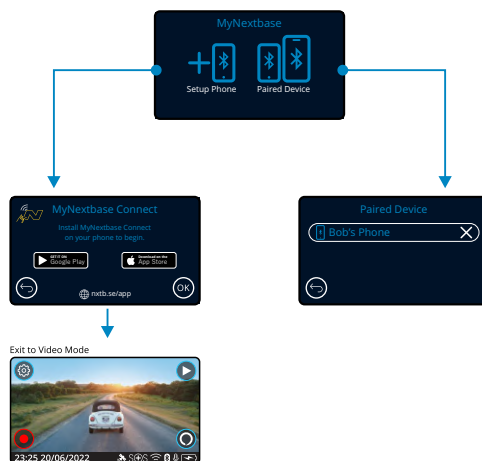 MyNextbase
Setup Phone
Paired Device
MyNextbase Connect
Install MyNextbase Connect
on your phone to begin.
GET IT ON
Google Play
Download on the
App Store
nxtb.se/app
OK
Paired Device
Bob's Phone
Exit to Video Mode
23:25 20/06/2022
SOS